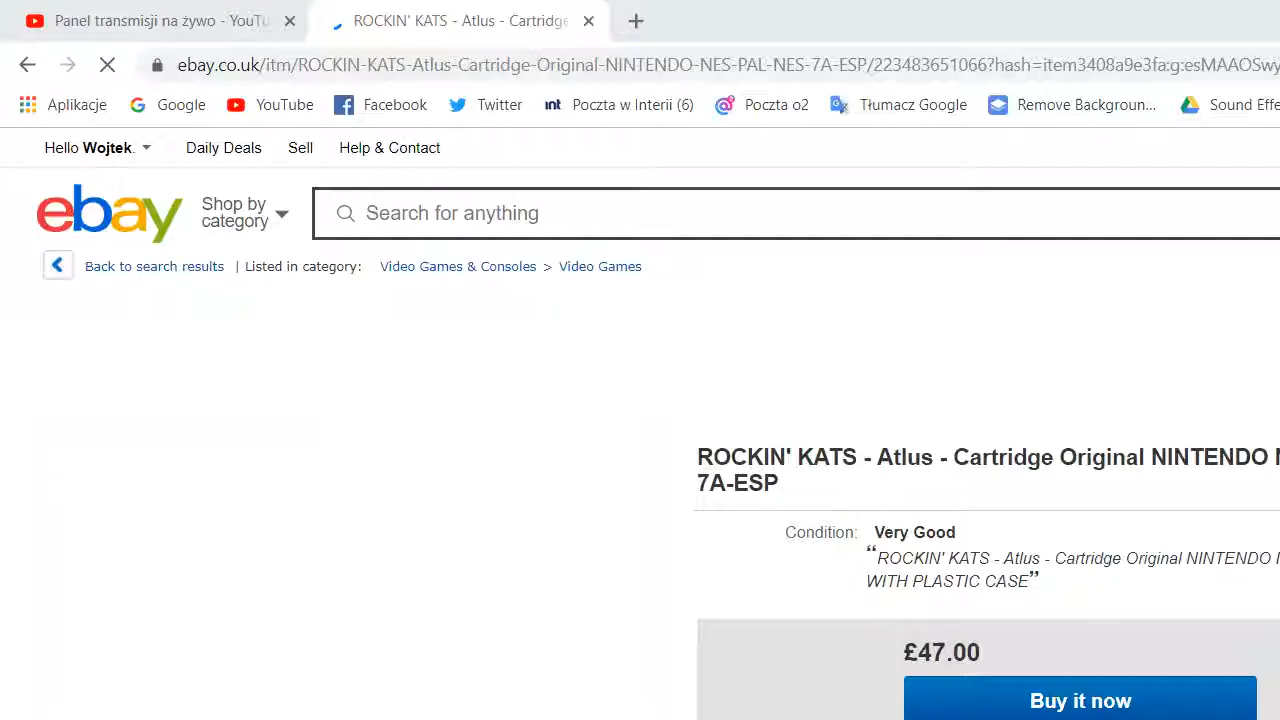 Panel transmisji na żywo - YouTu
ROCKIN' KATS - Atlus - Cartridge
ebay.co.uk/itm/ROCKIN-KATS-Atlus-Cartridge-Original-NINTENDO-NES-PAL-NES-7A-ESP/223483651066?hash=item3408a9e3fa:g:esMAAOSwy
Aplikacje Google YouTube Facebook Twitter int Poczta w Interii (6) Poczta o2 Tłumacz Google Remove Backgroun... Sound Effe
Hello Wojtek. Daily Deals Sell Help & Contact
ebay
Shop by
category
Search for anything
Back to search results | Listed in category: Video Games & Consoles > Video Games
ROCKIN' KATS - Atlus - Cartridge Original NINTENDO
7A-ESP
Condition: Very Good
“ROCKIN' KATS - Atlus - Cartridge Original NINTENDO
WITH PLASTIC CASE”
£47.00
Buy it now